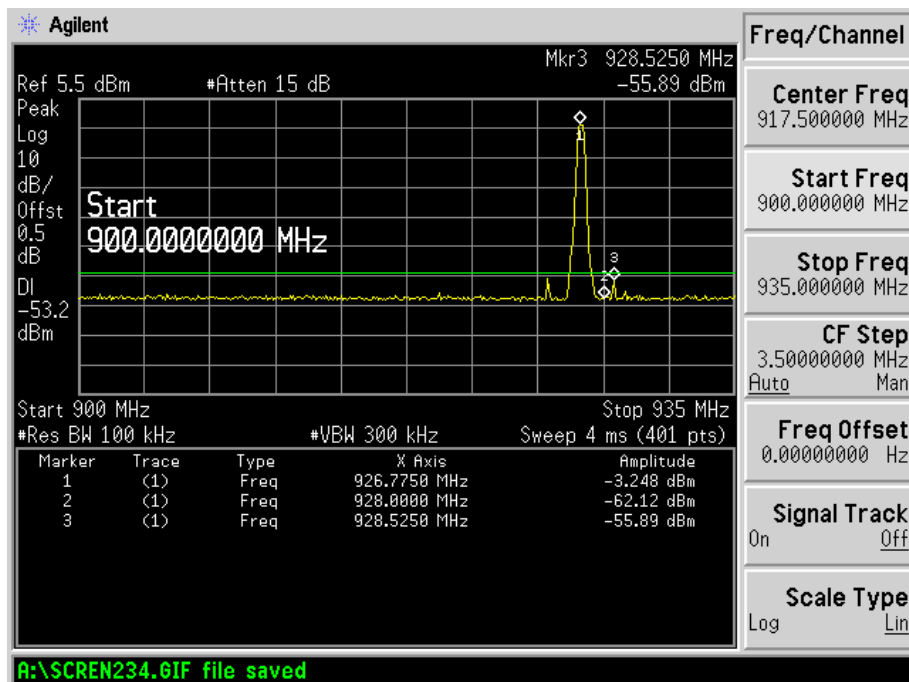 Agilent
Freq/Channel
Mkr3 928.5250 MHz
Ref 5.5 dBm #Atten 15 dB -55.89 dBm
Peak
Log
10
dB/
Offst
0.5
dB
DI
-53.2
dBm
Start
900.0000000 MHz
1
2
3
Start 900 MHz Stop 935 MHz
#Res BW 100 kHz #VBW 300 kHz Sweep 4 ms (401 pts)
Marker Trace Type X Axis Amplitude
1 (1) Freq 926.7750 MHz -3.248 dBm
2 (1) Freq 928.0000 MHz -62.12 dBm
3 (1) Freq 928.5250 MHz -55.89 dBm
Center Freq
917.500000 MHz
Start Freq
900.000000 MHz
Stop Freq
935.000000 MHz
CF Step
3.50000000 MHz
Auto Man
Freq Offset
0.00000000 Hz
Signal Track
On Off
Scale Type
Log Lin
A:\SCREN234.GIF file saved